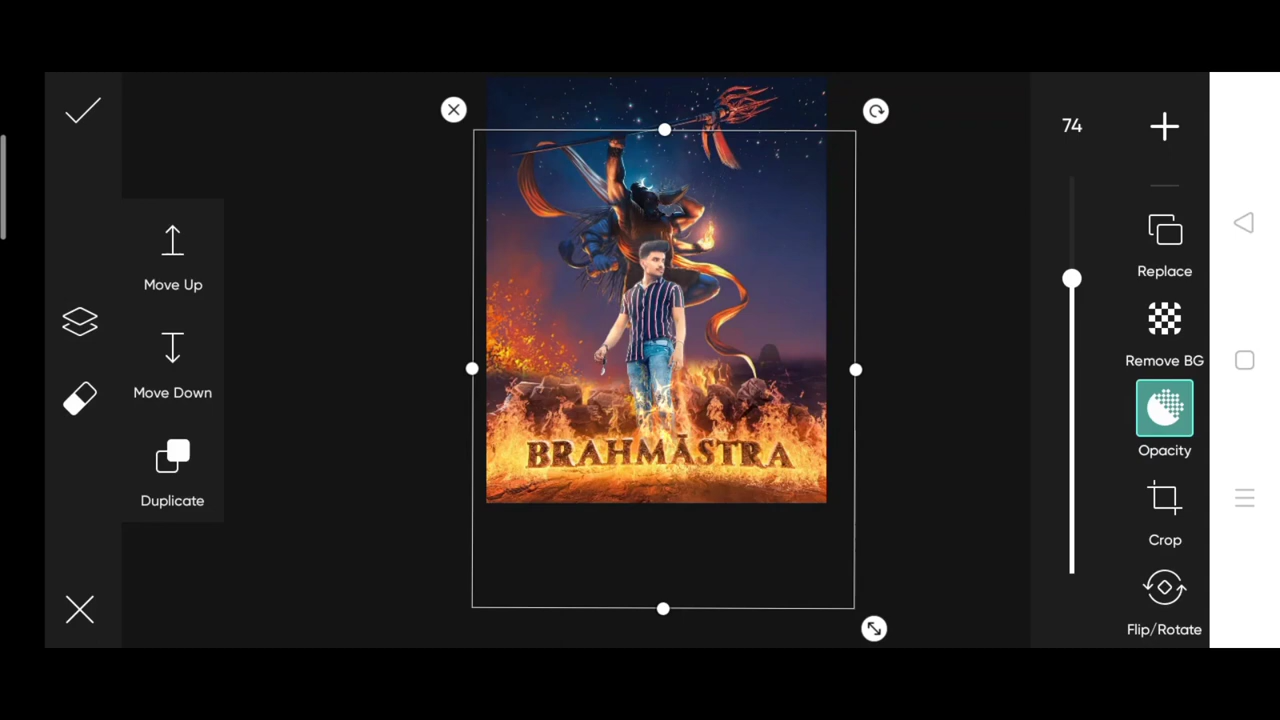 74
Move Up
Replace
Move Down
Remove BG
Opacity
BRAHMĀSTRA
Duplicate
Crop
Flip/Rotate